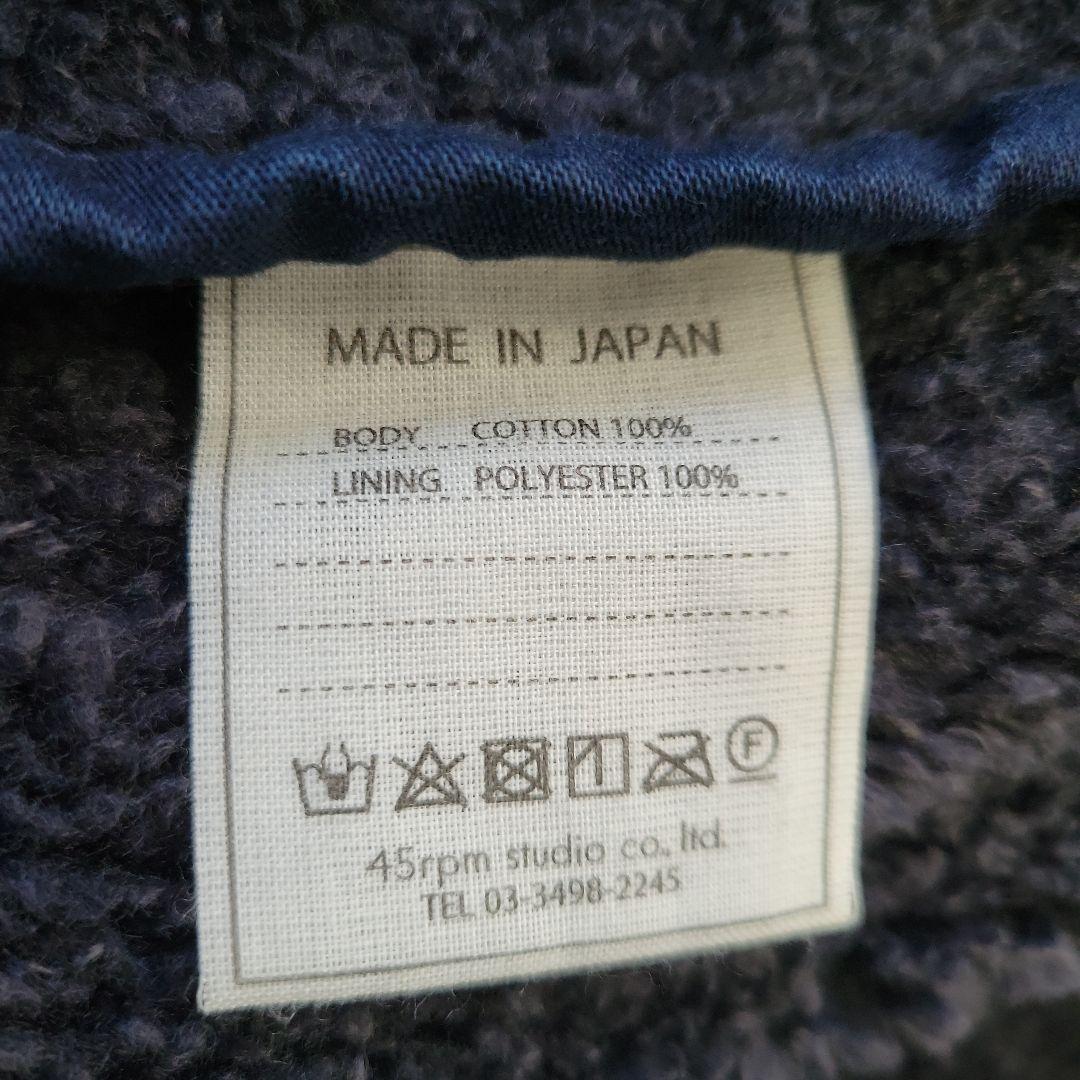 MADE IN JAPAN
BODY COTTON 100%
LINING POLYESTER 100%
F
45rpm studio co., ltd.
TEL 03-3498-2245